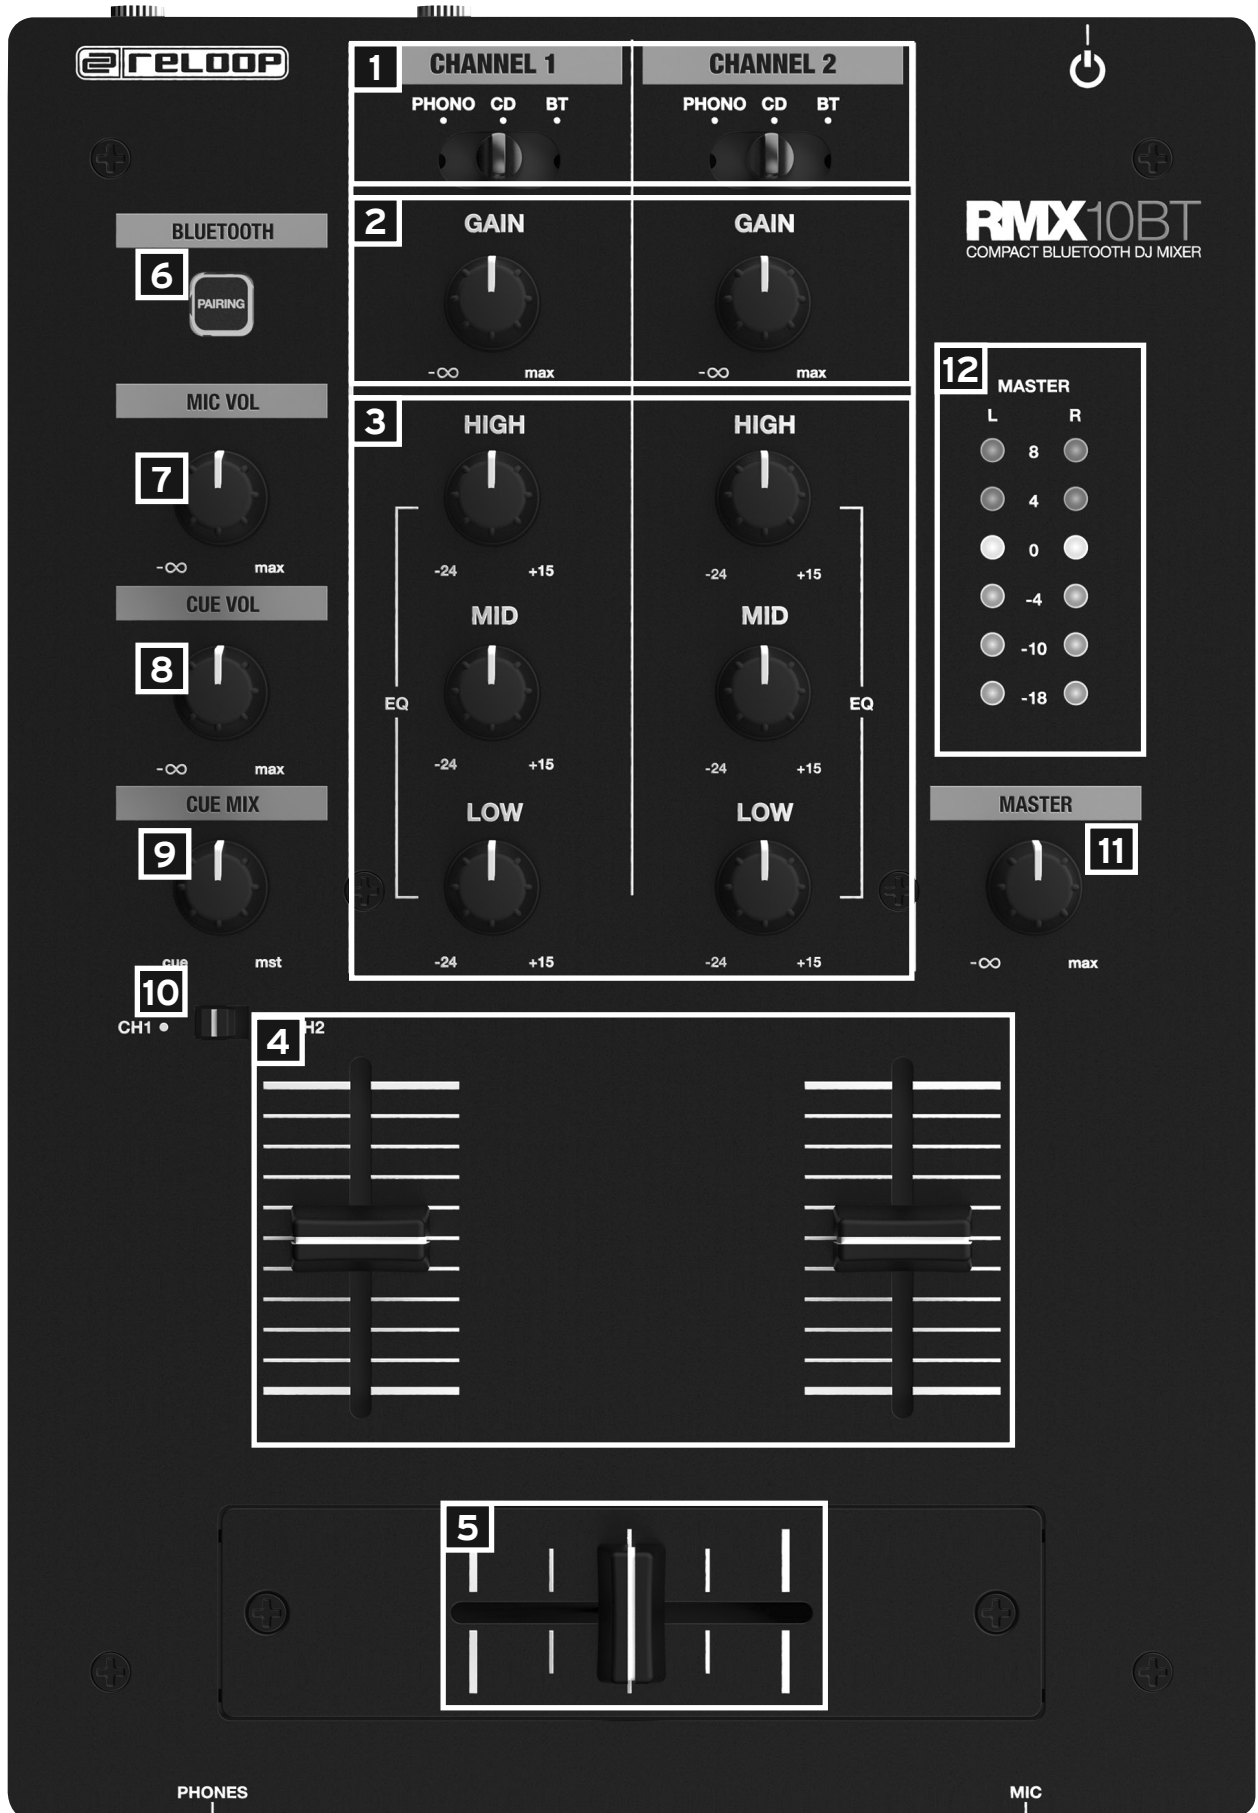 reloop
1
CHANNEL 1
CHANNEL 2
PHONO CD BT
PHONO CD BT
RMX10BT
COMPACT BLUETOOTH DJ MIXER
BLUETOOTH
6
PAIRING
2
GAIN
GAIN
-∞ max
-∞ max
MIC VOL
7
-∞ max
3
HIGH
HIGH
-24 +15
-24 +15
MID
MID
EQ
EQ
-24 +15
-24 +15
LOW
LOW
-24 +15
-24 +15
12
MASTER
L R
8
4
0
-4
-10
-18
CUE VOL
8
-∞ max
CUE MIX
9
cue mst
MASTER
11
-∞ max
10
CH1
H2
4
5
PHONES
MIC